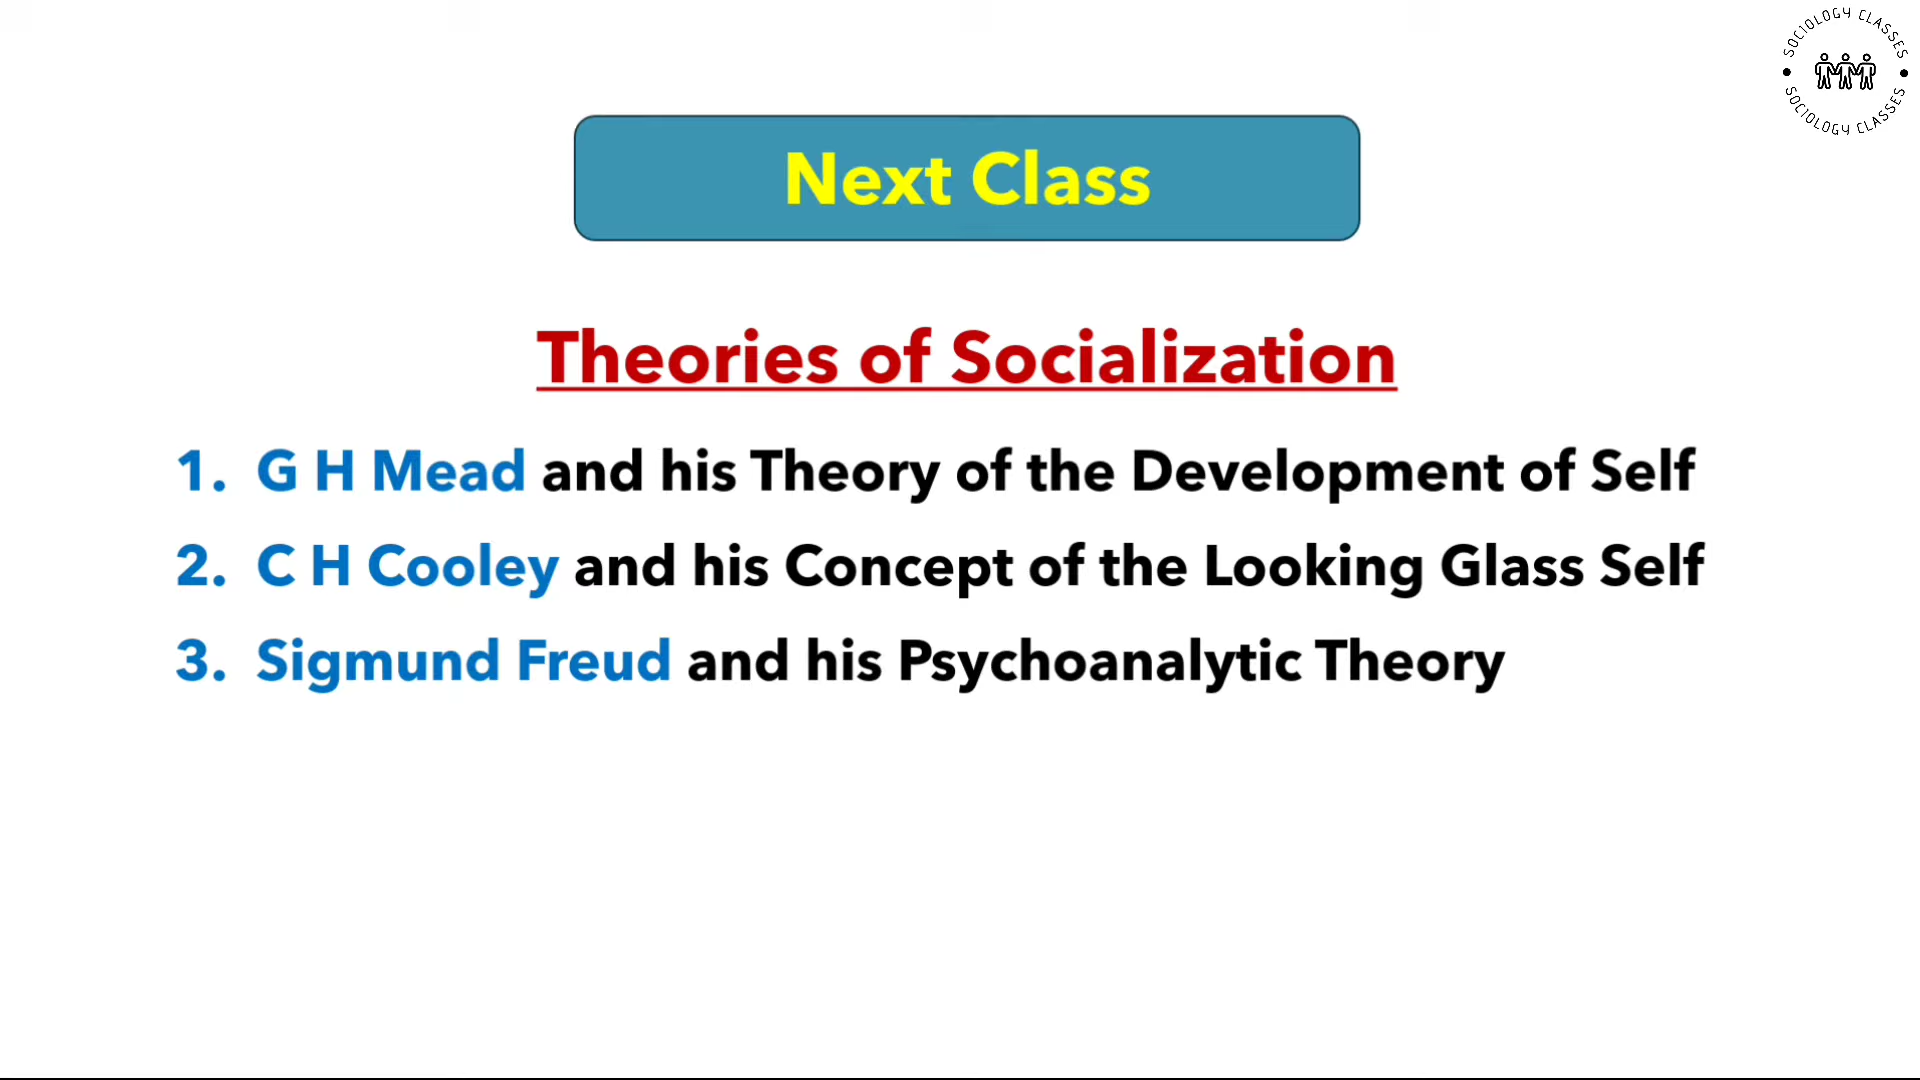 SOCIOLOGY CLASSES
SOCIOLOGY CLASSES
Next Class
Theories of Socialization
1. G H Mead and his Theory of the Development of Self
2. C H Cooley and his Concept of the Looking Glass Self
3. Sigmund Freud and his Psychoanalytic Theory